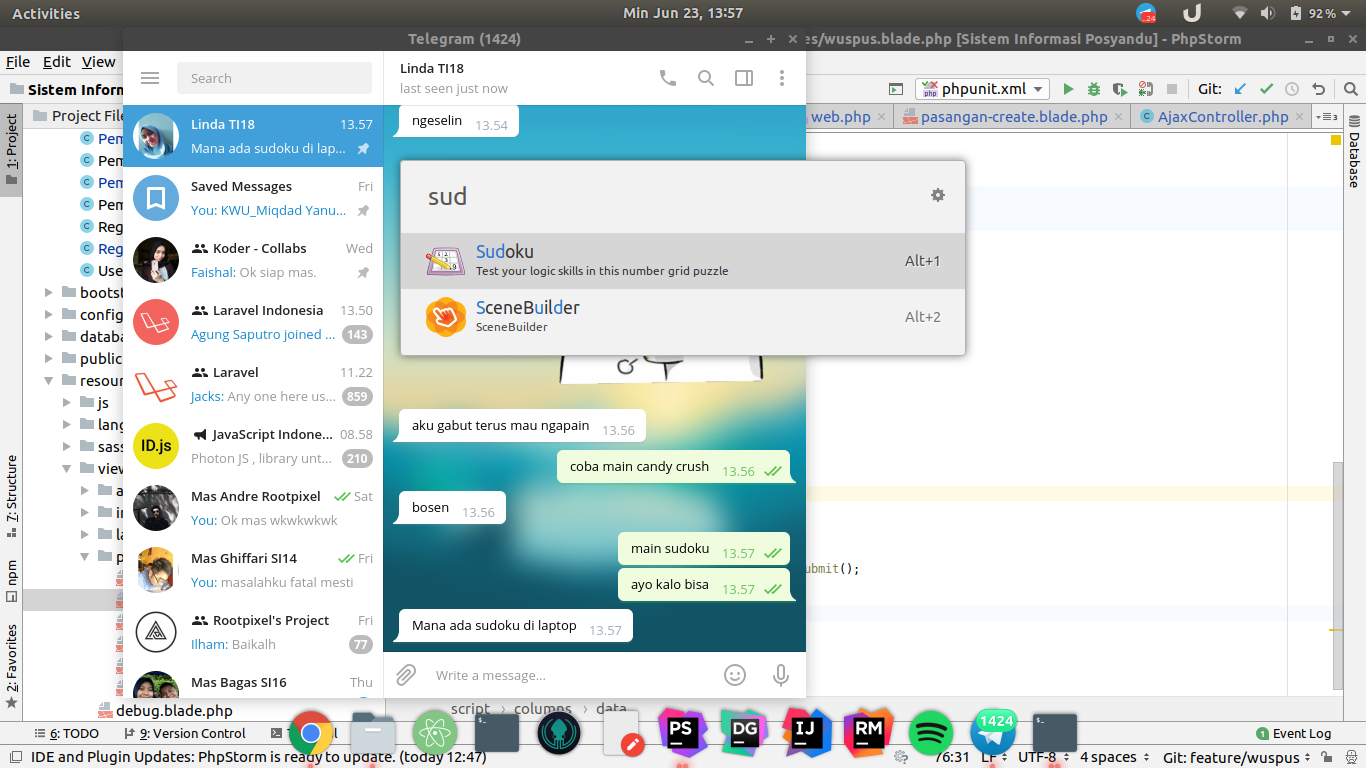 Activities
Min Jun 23, 13:57
24
92 %
Telegram (1424)
es/wuspus.blade.php [Sistem Informasi Posyandu] - PhpStorm
File Edit View
Sistem Inform
phpunit.xml
Git:
Project File
web.php
pasangan-create.blade.php
AjaxController.php
3
1: Project
7: Structure
npm
2: Favorites
Database
Pem
Pem
Pem
Pem
Reg
Reg
Use
bootst
config
databa
public
resour
js
lang
sass
view
a
in
la
p
debug.blade.php
Search
Linda TI18 13.57
Mana ada sudoku di lap...
Saved Messages Fri
You: KWU_Miqdad Yanu...
Koder - Collabs Wed
Faishal: Ok siap mas.
Laravel Indonesia 13.50
Agung Saputro joined ... 143
Laravel 11.22
Jacks: Any one here us... 859
ID.js
JavaScript Indone... 08.58
Photon JS , library unt... 210
Mas Andre Rootpixel Sat
You: Ok mas wkwkwkwk
Mas Ghiffari SI14 Fri
You: masalahku fatal mesti
Rootpixel's Project Fri
Ilham: Baikalh 77
Mas Bagas SI16 Thu
Linda TI18
last seen just now
ngeselin 13.54
sud
Sudoku
Test your logic skills in this number grid puzzle
Alt+1
SceneBuilder
SceneBuilder
Alt+2
aku gabut terus mau ngapain 13.56
coba main candy crush 13.56
bosen 13.56
main sudoku 13.57
ayo kalo bisa 13.57
Mana ada sudoku di laptop 13.57
Write a message...
ubmit();
script › columns › data
PS
DG
IJ
RM
1424
6: TODO
9: Version Control
1 Event Log
IDE and Plugin Updates: PhpStorm is ready to update. (today 12:47)
76:31 LF UTF-8 4 spaces Git: feature/wuspus